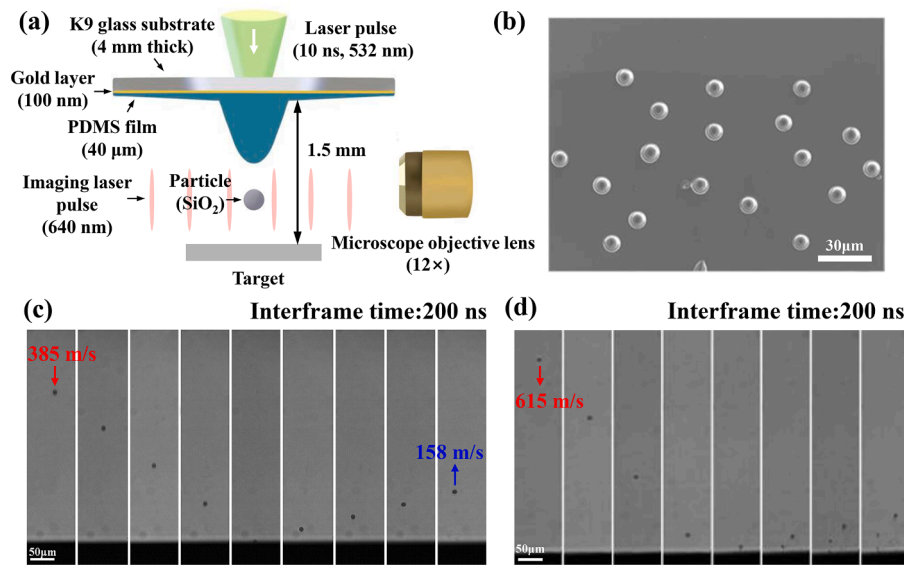 (a)
K9 glass substrate
(4 mm thick)
Laser pulse
(10 ns, 532 nm)
Gold layer
(100 nm)
PDMS film
(40 μm)
1.5 mm
Imaging laser
pulse
(640 nm)
Particle
(SiO₂)
Microscope objective lens
(12×)
Target
(b)
30μm
(c)
Interframe time:200 ns
385 m/s
158 m/s
50μm
(d)
Interframe time:200 ns
615 m/s
50μm